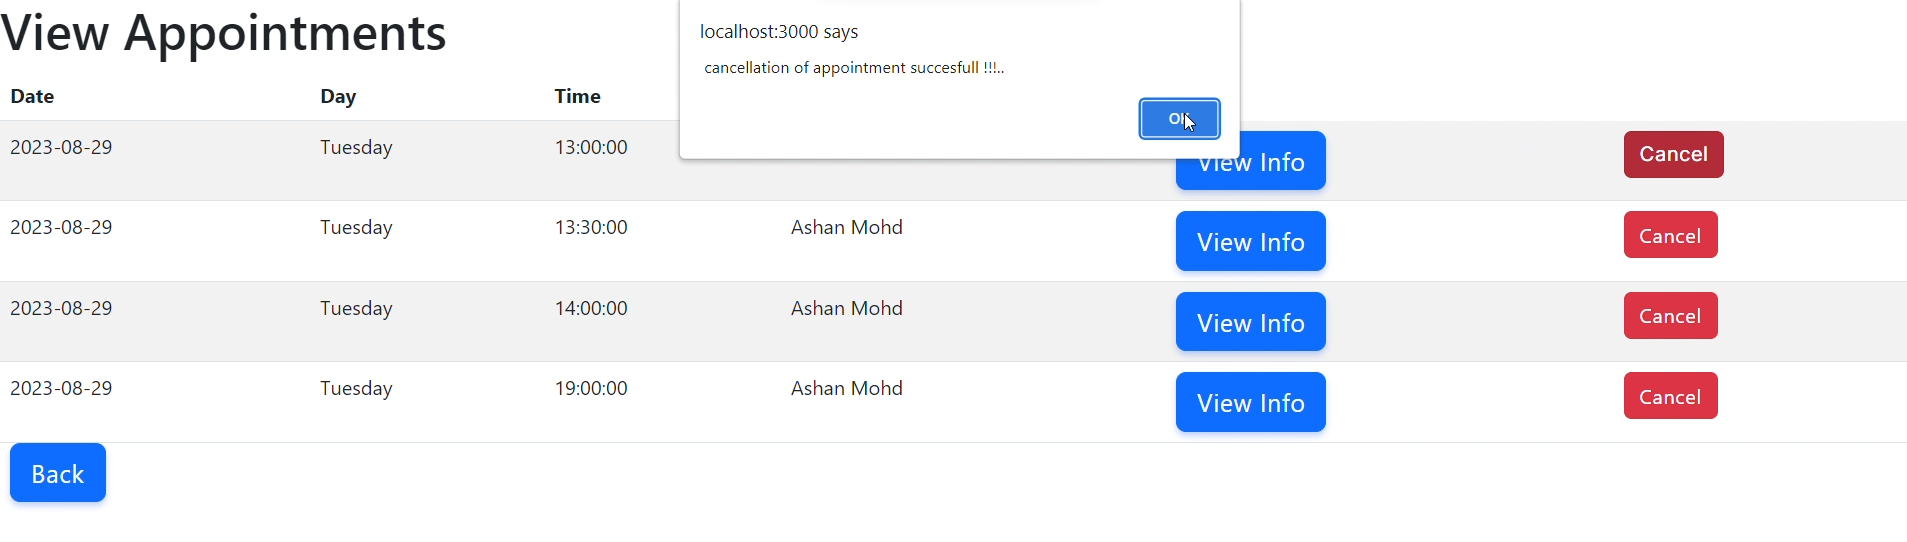 View Appointments
localhost:3000 says
cancellation of appointment succesfull !!!..
OK
Date Day Time
2023-08-29 Tuesday 13:00:00 View Info Cancel
2023-08-29 Tuesday 13:30:00 Ashan Mohd View Info Cancel
2023-08-29 Tuesday 14:00:00 Ashan Mohd View Info Cancel
2023-08-29 Tuesday 19:00:00 Ashan Mohd View Info Cancel
Back